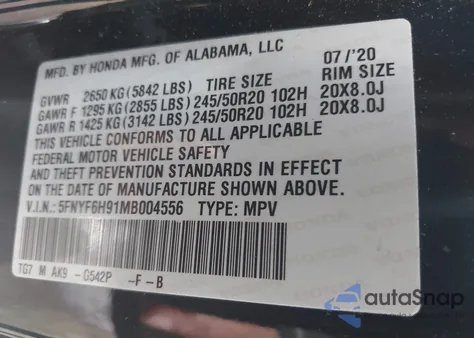 MFD. BY HONDA MFG. OF ALABAMA, LLC 07/'20
GVWR 2650 KG (5842 LBS) TIRE SIZE RIM SIZE
GAWR F 1295 KG (2855 LBS) 245/50R20 102H 20X8.0J
GAWR R 1425 KG (3142 LBS) 245/50R20 102H 20X8.0J
THIS VEHICLE CONFORMS TO ALL APPLICABLE
FEDERAL MOTOR VEHICLE SAFETY
AND THEFT PREVENTION STANDARDS IN EFFECT
ON THE DATE OF MANUFACTURE SHOWN ABOVE.
V.I.N.:5FNYF6H91MB004556 TYPE: MPV
TG7 M AK9 -G542P -F-B
autoSnap